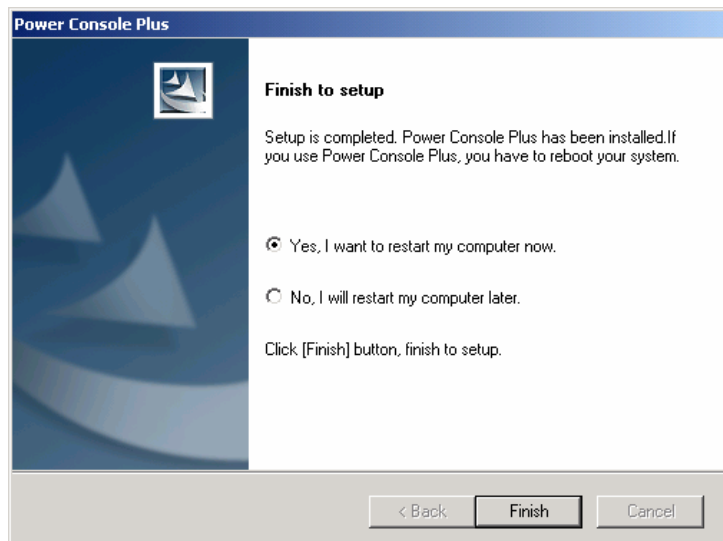 Power Console Plus
Finish to setup
Setup is completed. Power Console Plus has been installed.If
you use Power Console Plus, you have to reboot your system.
Yes, I want to restart my computer now.
No, I will restart my computer later.
Click [Finish] button, finish to setup.
< Back
Finish
Cancel